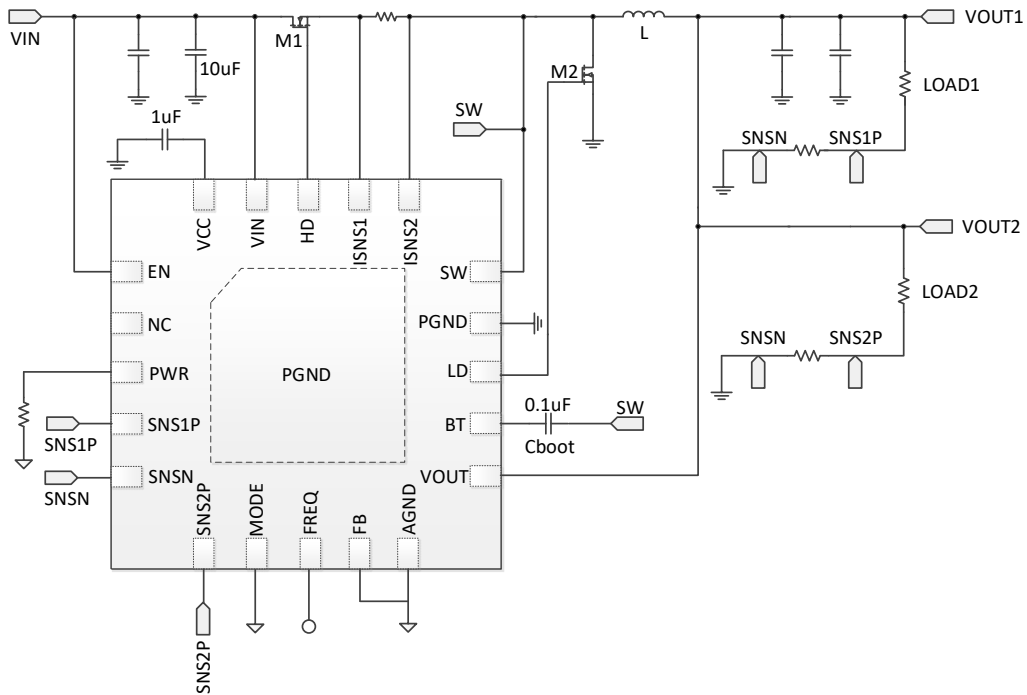 VIN
M1
L
VOUT1
10uF
M2
LOAD1
1uF
SW
SNSN
SNS1P
VCC
VIN
HD
ISNS1
ISNS2
VOUT2
EN
SW
LOAD2
NC
PGND
SNSN
SNS2P
PWR
PGND
LD
0.1uF
SW
SNS1P
BT
SNS1P
Cboot
SNSN
VOUT
SNSN
SNS2P
MODE
FREQ
FB
AGND
SNS2P